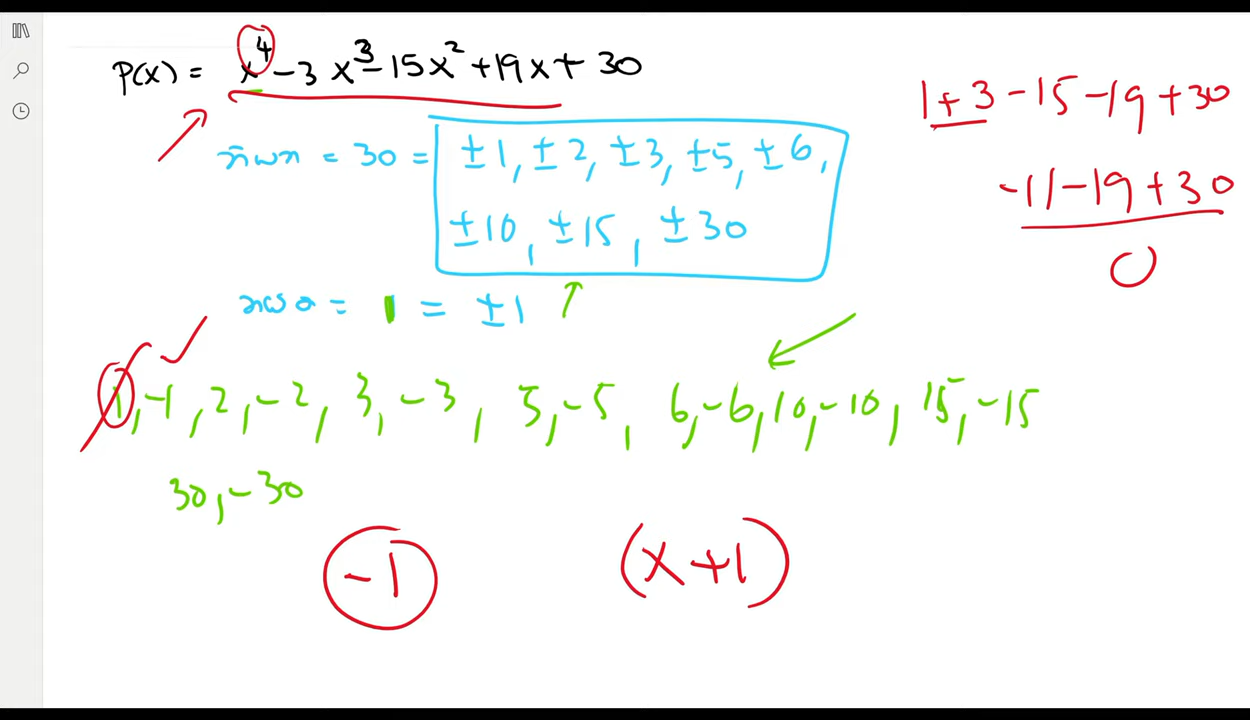 P(x) = x⁴ - 3x³ - 15x² + 19x + 30
1 + 3 - 15 - 19 + 30
= 30 = ±1, ±2, ±3, ±5, ±6,
-11 - 19 + 30
±10, ±15, ±30
0
= 1 = ±1
1, -1, 2, -2, 3, -3, 5, -5, 6, -6, 10, -10, 15, -15
30, -30
-1 (x + 1)